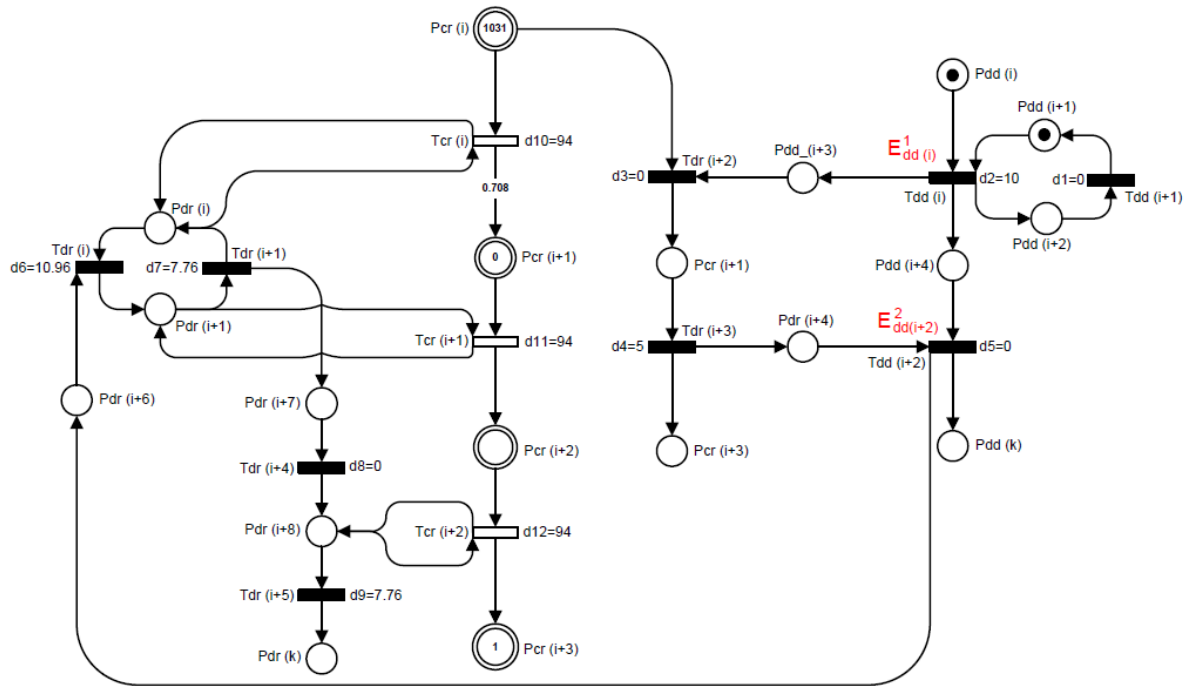 Pcr (i) 1031
Pdd (i)
Pdd (i+1)
Tcr (i) d10=94
E¹dd (i)
Pdd_(i+3)
Tdr (i+2)
d3=0
Tdd (i)
d2=10
d1=0
Tdd (i+1)
0.708
Pdr (i)
Pdd (i+2)
Tdr (i)
d6=10.96
d7=7.76
Tdr (i+1)
0
Pcr (i+1)
Pcr (i+1)
Pdd (i+4)
Pdr (i+1)
Tcr (i+1) d11=94
Tdr (i+3)
d4=5
Pdr (i+4)
E²dd(i+2)
Tdd (i+2)
d5=0
Pdr (i+6)
Pdr (i+7)
Pcr (i+2)
Pcr (i+3)
Pdd (k)
Tdr (i+4) d8=0
Pdr (i+8)
Tcr (i+2) d12=94
Tdr (i+5) d9=7.76
Pdr (k)
1
Pcr (i+3)